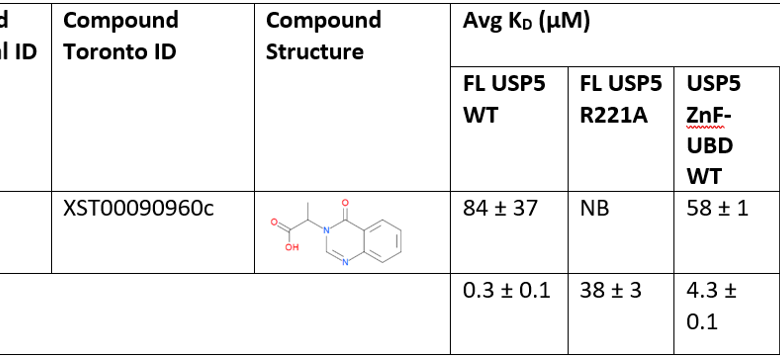 d
l ID
Compound
Toronto ID
Compound
Structure
Avg KD (µM)
FL USP5
WT
FL USP5
R221A
USP5
ZnF-
UBD
WT
XST00090960c
O
O
OH
N
N
84 ± 37
NB
58 ± 1
0.3 ± 0.1
38 ± 3
4.3 ±
0.1